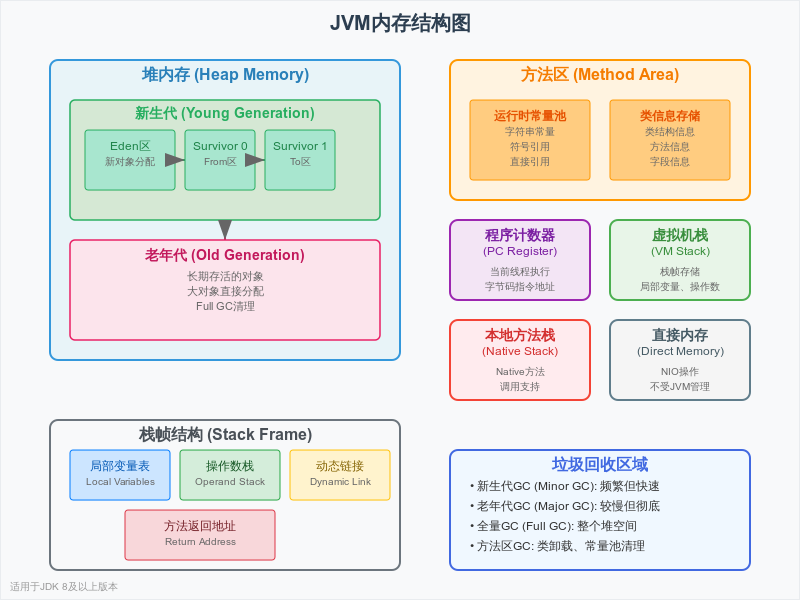 JVM内存结构图
堆内存 (Heap Memory)
新生代 (Young Generation)
Eden区
新对象分配
Survivor 0
From区
Survivor 1
To区
老年代 (Old Generation)
长期存活的对象
大对象直接分配
Full GC清理
方法区 (Method Area)
运行时常量池
字符串常量
符号引用
直接引用
类信息存储
类结构信息
方法信息
字段信息
程序计数器
(PC Register)
当前线程执行
字节码指令地址
虚拟机栈
(VM Stack)
栈帧存储
局部变量、操作数
本地方法栈
(Native Stack)
Native方法
调用支持
直接内存
(Direct Memory)
NIO操作
不受JVM管理
栈帧结构 (Stack Frame)
局部变量表
Local Variables
操作数栈
Operand Stack
动态链接
Dynamic Link
方法返回地址
Return Address
垃圾回收区域
• 新生代GC (Minor GC): 频繁但快速
• 老年代GC (Major GC): 较慢但彻底
• 全量GC (Full GC): 整个堆空间
• 方法区GC: 类卸载、常量池清理
适用于JDK 8及以上版本